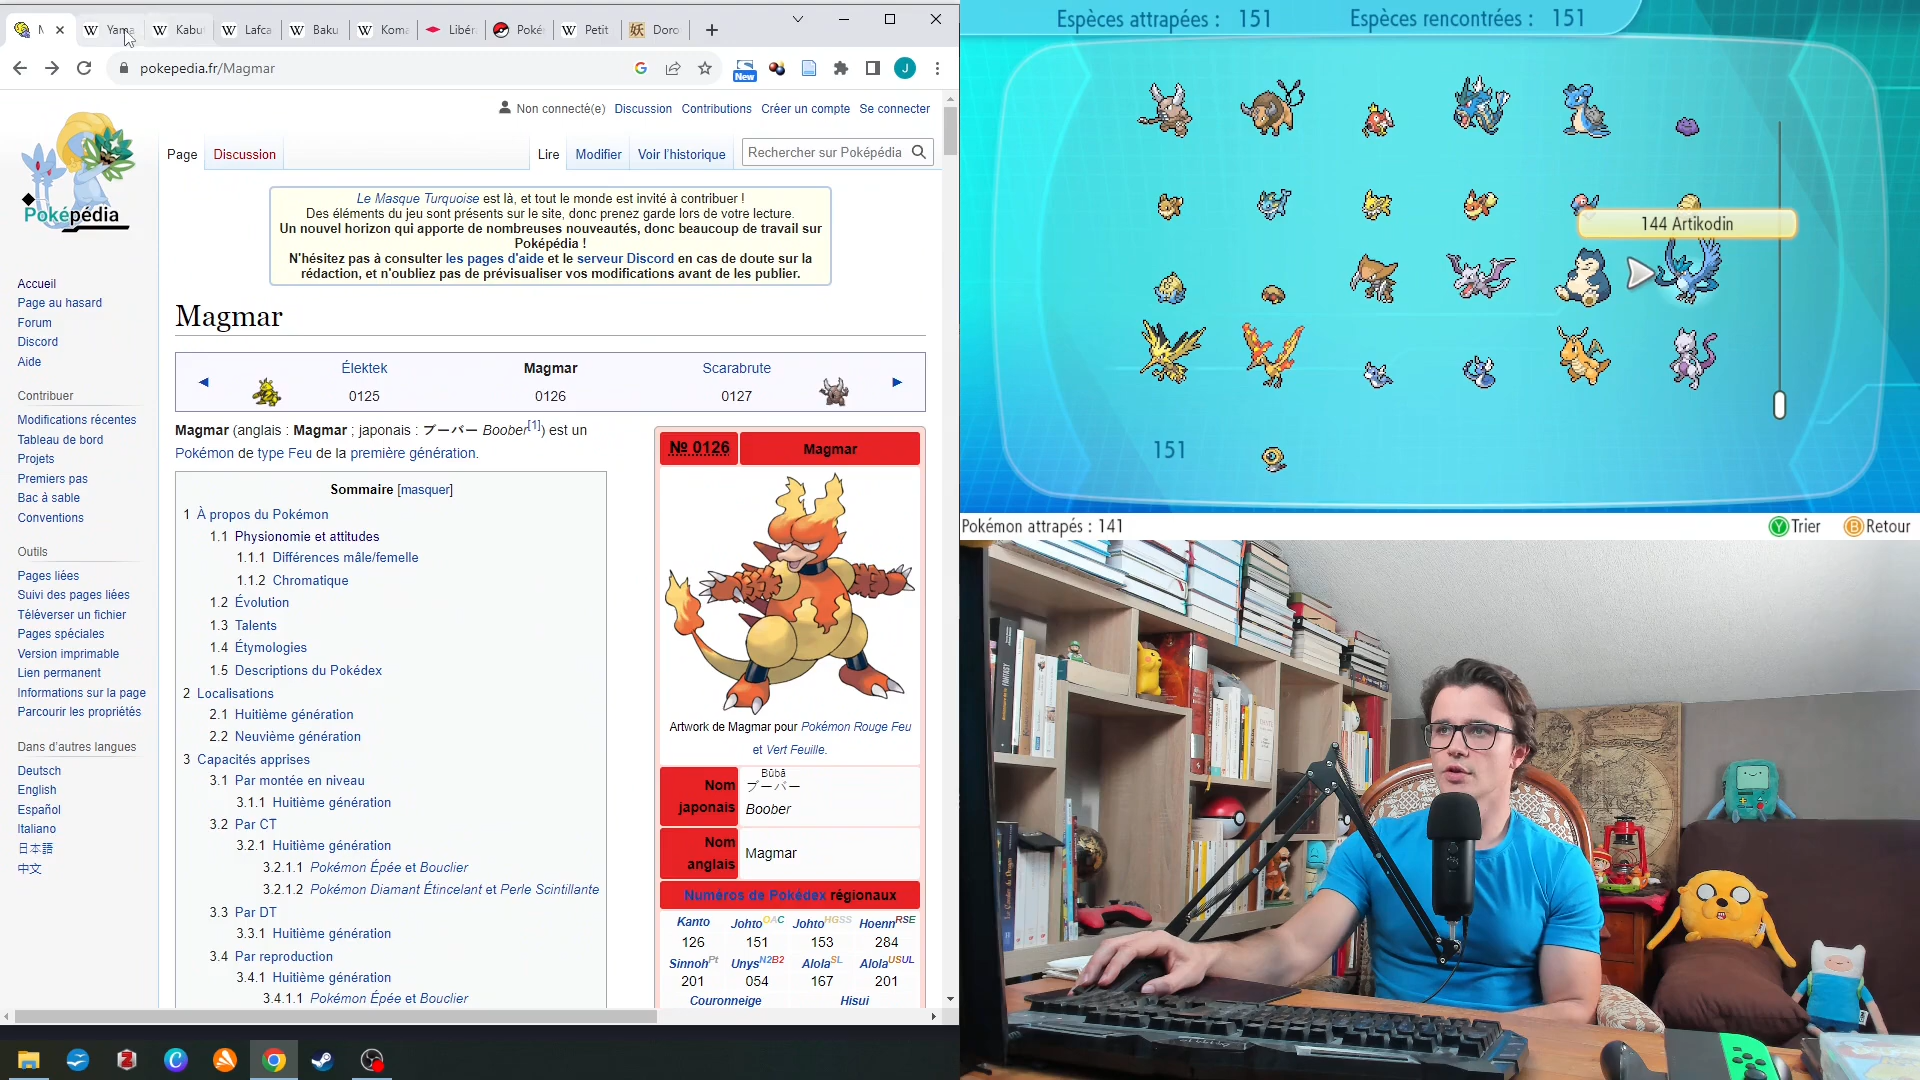 M
Yama
Kabu
Lafca
Baku
Koma
Libér
Poké
Petit
Doro
pokepedia.fr/Magmar
New
J
Poképédia
Non connecté(e) Discussion Contributions Créer un compte Se connecter
Page Discussion
Lire Modifier Voir l'historique
Rechercher sur Poképédia
Le Masque Turquoise est là, et tout le monde est invité à contribuer !
Des éléments du jeu sont présents sur le site, donc prenez garde lors de votre lecture.
Un nouvel horizon qui apporte de nombreuses nouveautés, donc beaucoup de travail sur
Poképédia !
N'hésitez pas à consulter les pages d'aide et le serveur Discord en cas de doute sur la
rédaction, et n'oubliez pas de prévisualiser vos modifications avant de les publier.
Accueil
Page au hasard
Forum
Discord
Aide
Contribuer
Modifications récentes
Tableau de bord
Projets
Premiers pas
Bac à sable
Conventions
Outils
Pages liées
Suivi des pages liées
Téléverser un fichier
Pages spéciales
Version imprimable
Lien permanent
Informations sur la page
Parcourir les propriétés
Dans d'autres langues
Deutsch
English
Español
Italiano
日本語
中文
Magmar
Élektek Magmar Scarabrute
0125 0126 0127
Magmar (anglais : Magmar ; japonais : ブーバー Boober[1]) est un
Pokémon de type Feu de la première génération.
Sommaire [masquer]
1 À propos du Pokémon
1.1 Physionomie et attitudes
1.1.1 Différences mâle/femelle
1.1.2 Chromatique
1.2 Évolution
1.3 Talents
1.4 Étymologies
1.5 Descriptions du Pokédex
2 Localisations
2.1 Huitième génération
2.2 Neuvième génération
3 Capacités apprises
3.1 Par montée en niveau
3.1.1 Huitième génération
3.2 Par CT
3.2.1 Huitième génération
3.2.1.1 Pokémon Épée et Bouclier
3.2.1.2 Pokémon Diamant Étincelant et Perle Scintillante
3.3 Par DT
3.3.1 Huitième génération
3.4 Par reproduction
3.4.1 Huitième génération
3.4.1.1 Pokémon Épée et Bouclier
№ 0126 Magmar
Artwork de Magmar pour Pokémon Rouge Feu
et Vert Feuille.
Nom japonais
Būbā
ブーバー
Boober
Nom anglais
Magmar
Numéros de Pokédex régionaux
Kanto JohtoOAC JohtoHGSS HoennRSE
126 151 153 284
SinnohPt UnysN2B2 AlolaSL AlolaUSUL
201 054 167 201
Couronneige Hisui
Espèces attrapées : 151 Espèces rencontrées : 151
144 Artikodin
151
Pokémon attrapés : 141
Y Trier B Retour